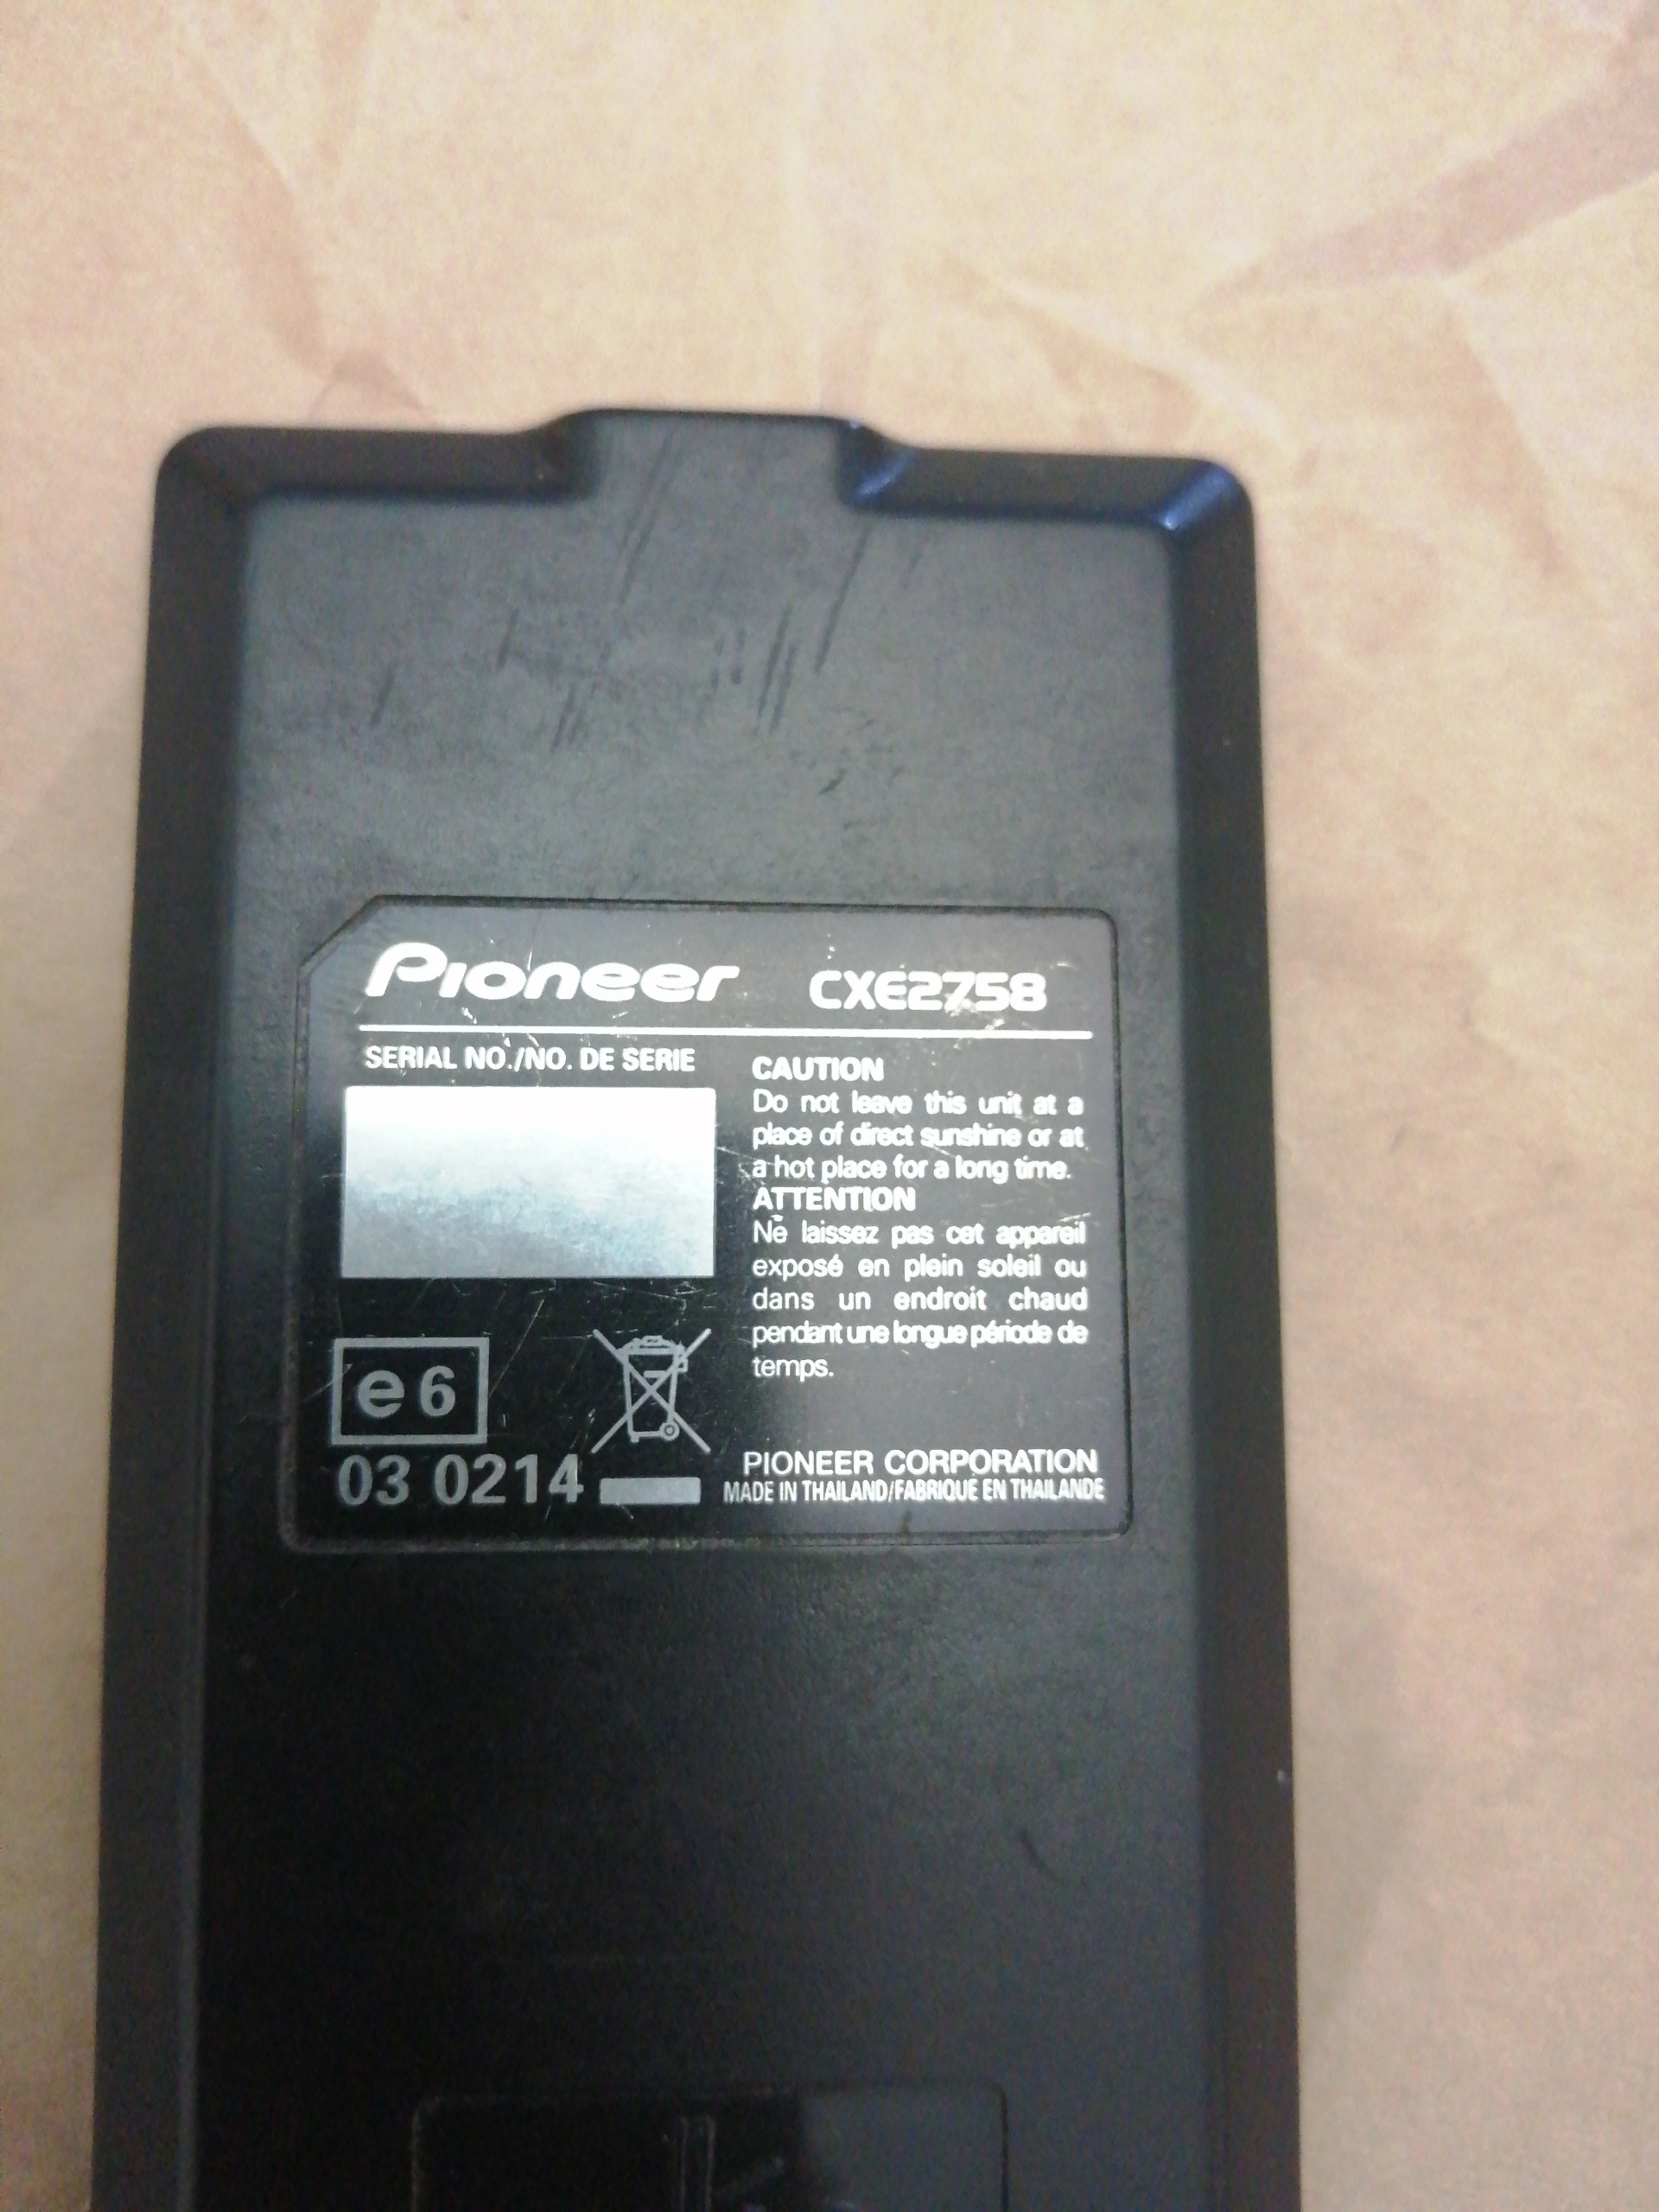 Pioneer CXE2758
SERIAL NO./NO. DE SERIE
e6
03 0214
CAUTION
Do not leave this unit at a
place of direct sunshine or at
a hot place for a long time.
ATTENTION
Ne laissez pas cet appareil
exposé en plein soleil ou
dans un endroit chaud
pendant une longue période de
temps.
PIONEER CORPORATION
MADE IN THAILAND/FABRIQUE EN THAILANDE